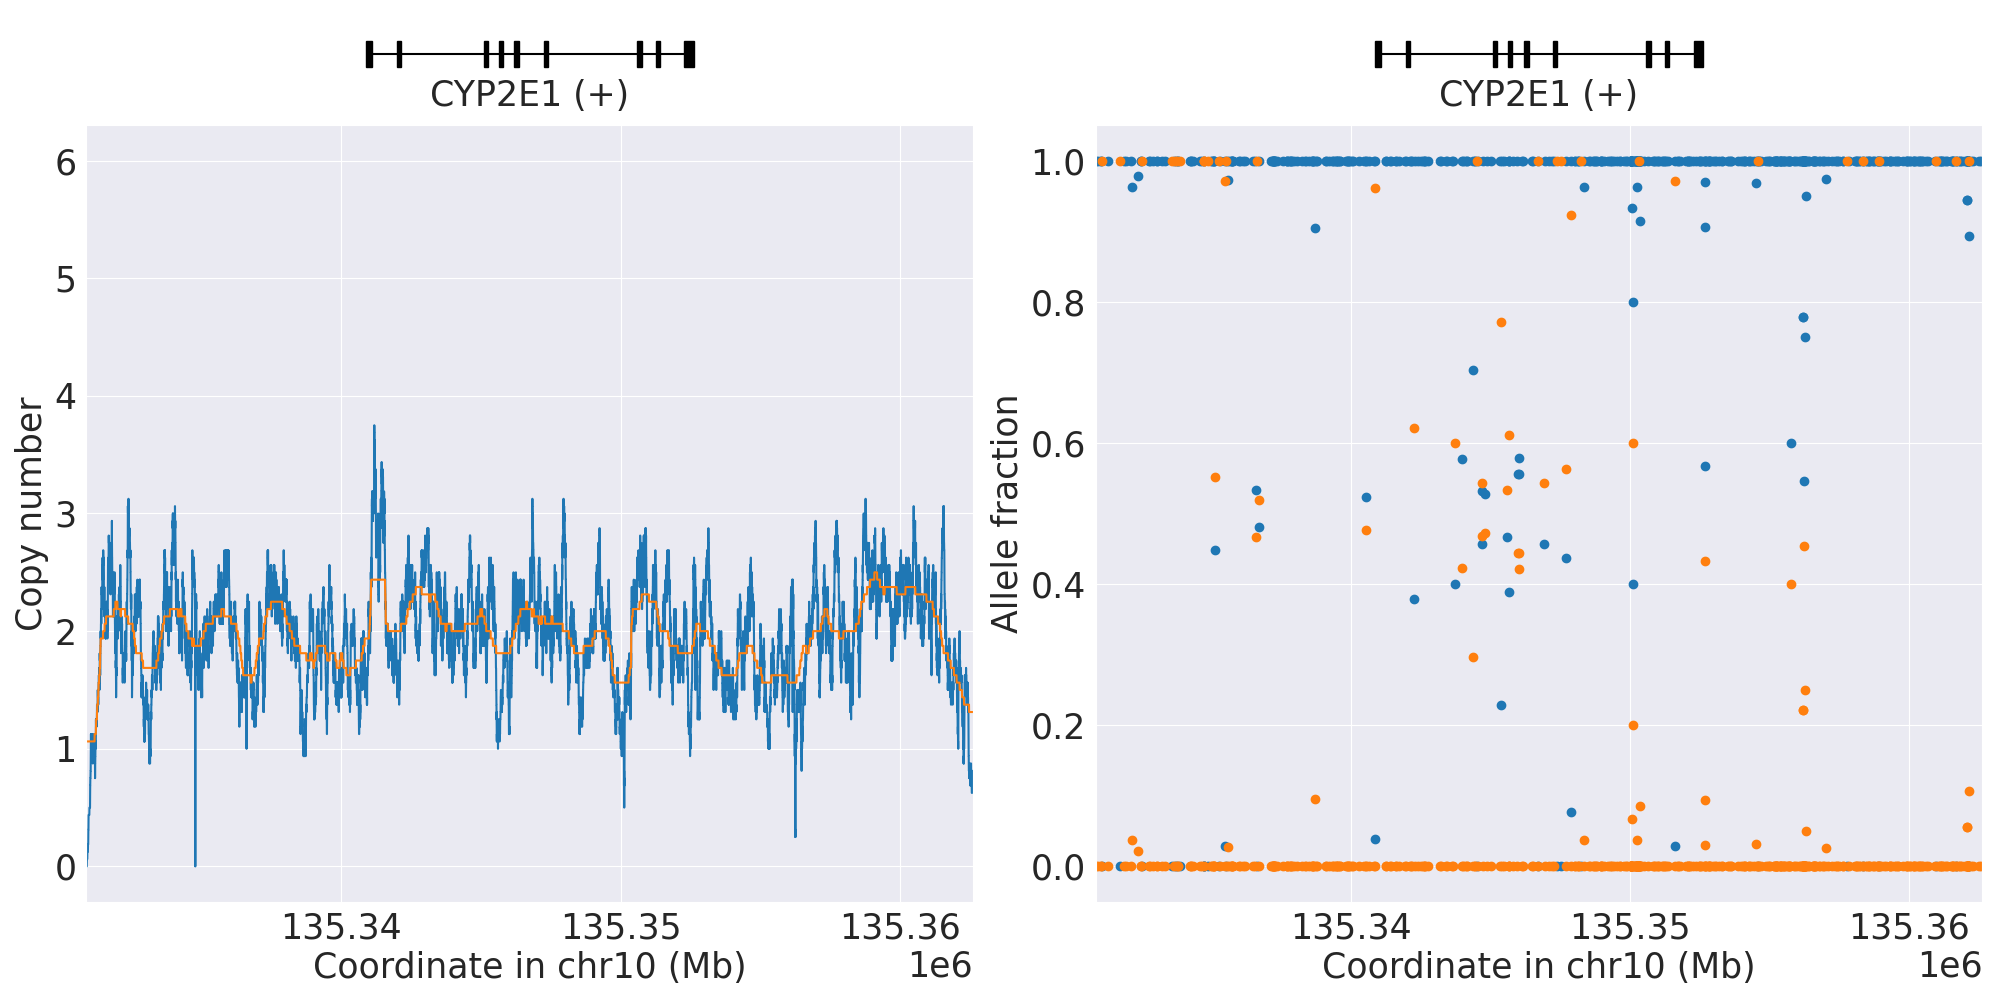 CYP2E1 (+)
6
5
4
3
2
1
0
Copy number
135.34
135.35
135.36
Coordinate in chr10 (Mb)
1e6
CYP2E1 (+)
1.0
0.8
0.6
0.4
0.2
0.0
Allele fraction
135.34
135.35
135.36
Coordinate in chr10 (Mb)
1e6